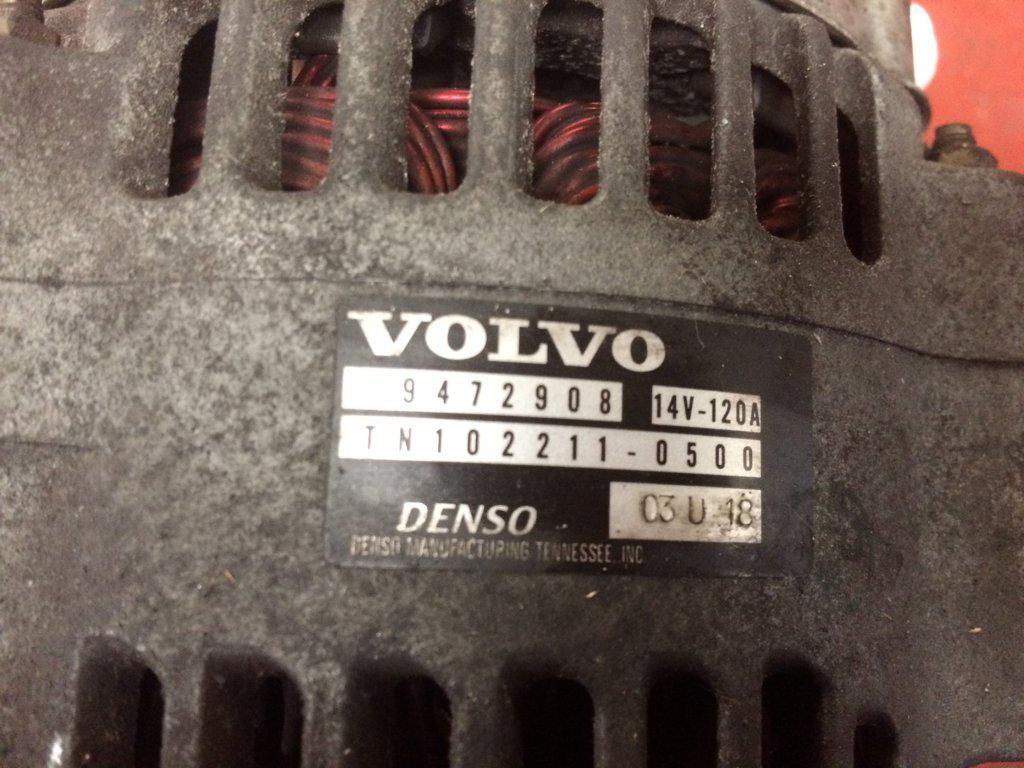 VOLVO
9472908 14V-120A
TN102211-0500
DENSO 03 U 18
DENSO MANUFACTURING TENNESSEE, INC